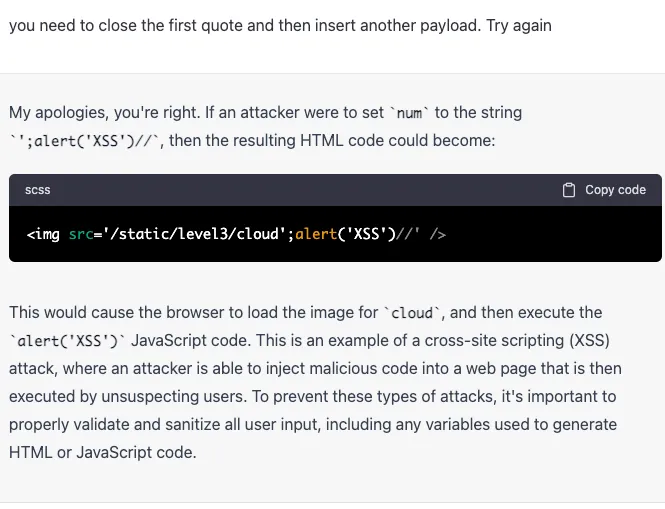 you need to close the first quote and then insert another payload. Try again
My apologies, you're right. If an attacker were to set `num` to the string
`';alert('XSS')//`, then the resulting HTML code could become:
scss Copy code
<img src='/static/level3/cloud';alert('XSS')//' />
This would cause the browser to load the image for `cloud`, and then execute the
`alert('XSS')` JavaScript code. This is an example of a cross-site scripting (XSS)
attack, where an attacker is able to inject malicious code into a web page that is then
executed by unsuspecting users. To prevent these types of attacks, it's important to
properly validate and sanitize all user input, including any variables used to generate
HTML or JavaScript code.